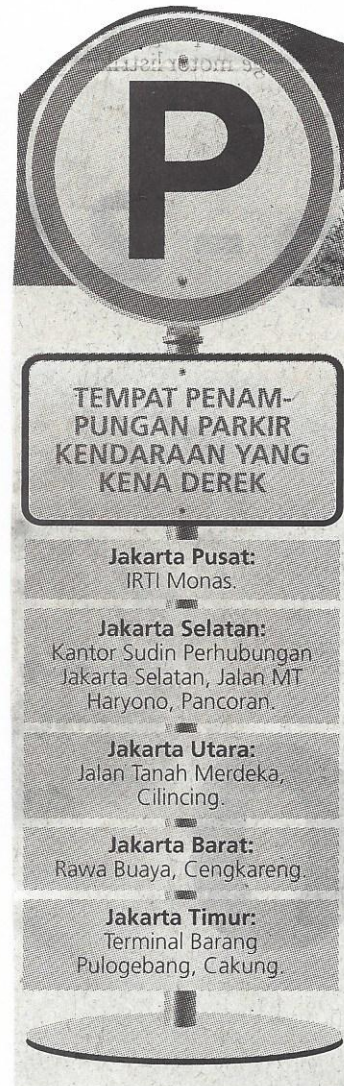 P
TEMPAT PENAM-
PUNGAN PARKIR
KENDARAAN YANG
KENA DEREK
Jakarta Pusat:
IRTI Monas.
Jakarta Selatan:
Kantor Sudin Perhubungan
Jakarta Selatan, Jalan MT
Haryono, Pancoran.
Jakarta Utara:
Jalan Tanah Merdeka,
Cilincing.
Jakarta Barat:
Rawa Buaya, Cengkareng.
Jakarta Timur:
Terminal Barang
Pulogebang, Cakung.